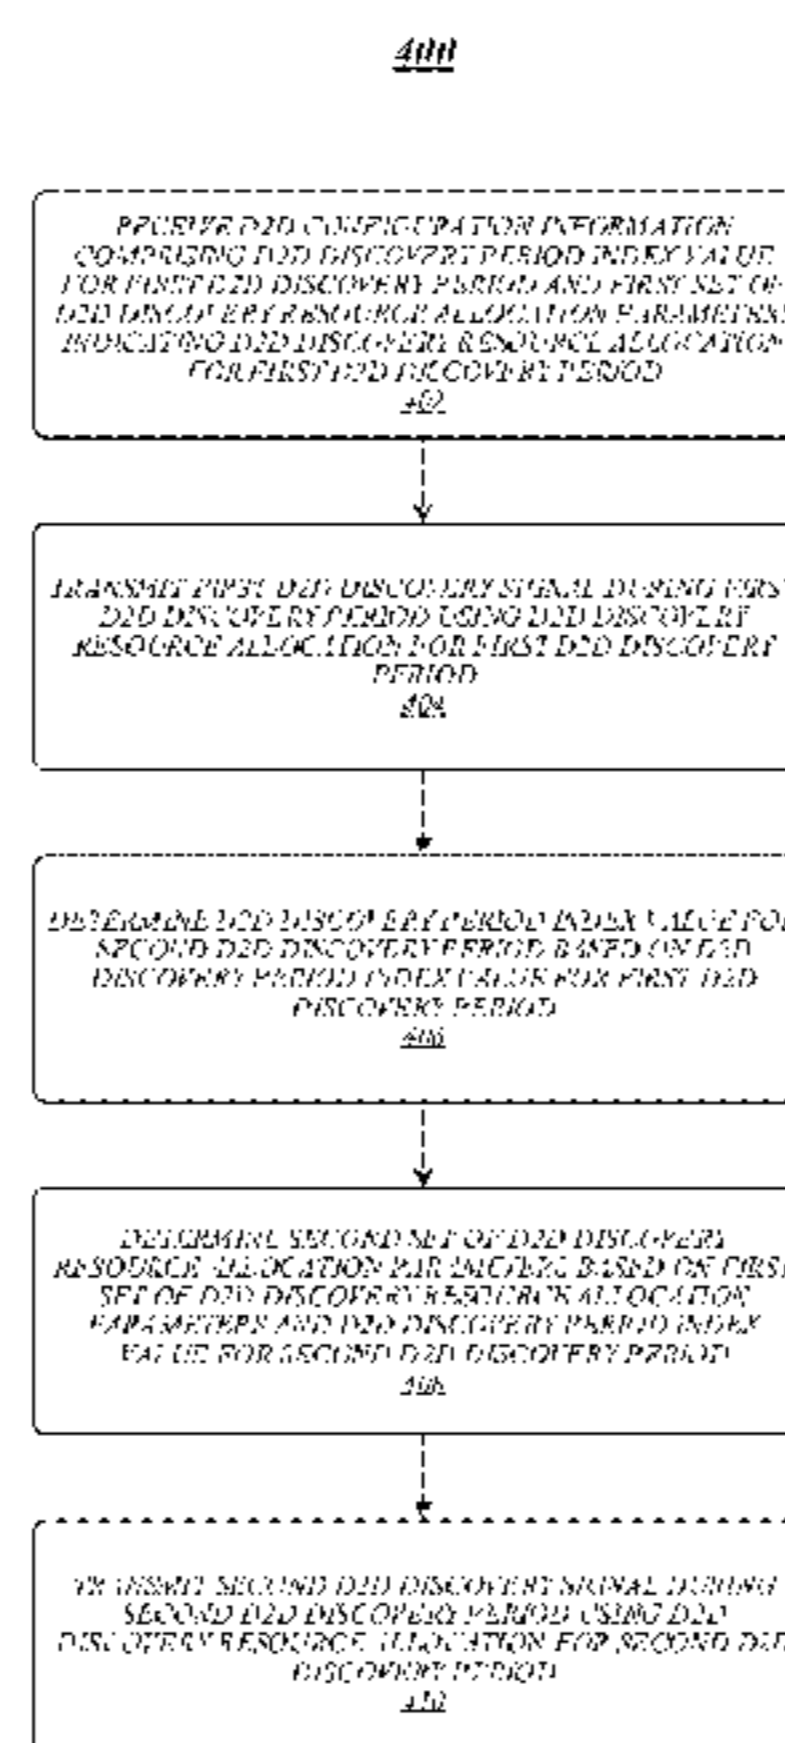 400
RECEIVE D2D CONFIGURATION INFORMATION
COMPRISING D2D DISCOVERY PERIOD INDEX VALUE
FOR FIRST D2D DISCOVERY PERIOD AND FIRST SET OF
D2D DISCOVERY RESOURCE ALLOCATION PARAMETERS
INDICATING D2D DISCOVERY RESOURCE ALLOCATION
FOR FIRST D2D DISCOVERY PERIOD
402
TRANSMIT FIRST D2D DISCOVERY SIGNAL DURING FIRST
D2D DISCOVERY PERIOD USING D2D DISCOVERY
RESOURCE ALLOCATION FOR FIRST D2D DISCOVERY
PERIOD
404
DETERMINE D2D DISCOVERY PERIOD INDEX VALUE FOR
SECOND D2D DISCOVERY PERIOD BASED ON D2D
DISCOVERY PERIOD INDEX VALUE FOR FIRST D2D
DISCOVERY PERIOD
406
DETERMINE SECOND SET OF D2D DISCOVERY
RESOURCE ALLOCATION PARAMETERS BASED ON FIRST
SET OF D2D DISCOVERY RESOURCE ALLOCATION
PARAMETERS AND D2D DISCOVERY PERIOD INDEX
VALUE FOR SECOND D2D DISCOVERY PERIOD
408
TRANSMIT SECOND D2D DISCOVERY SIGNAL DURING
SECOND D2D DISCOVERY PERIOD USING D2D
DISCOVERY RESOURCE ALLOCATION FOR SECOND D2D
DISCOVERY PERIOD
410